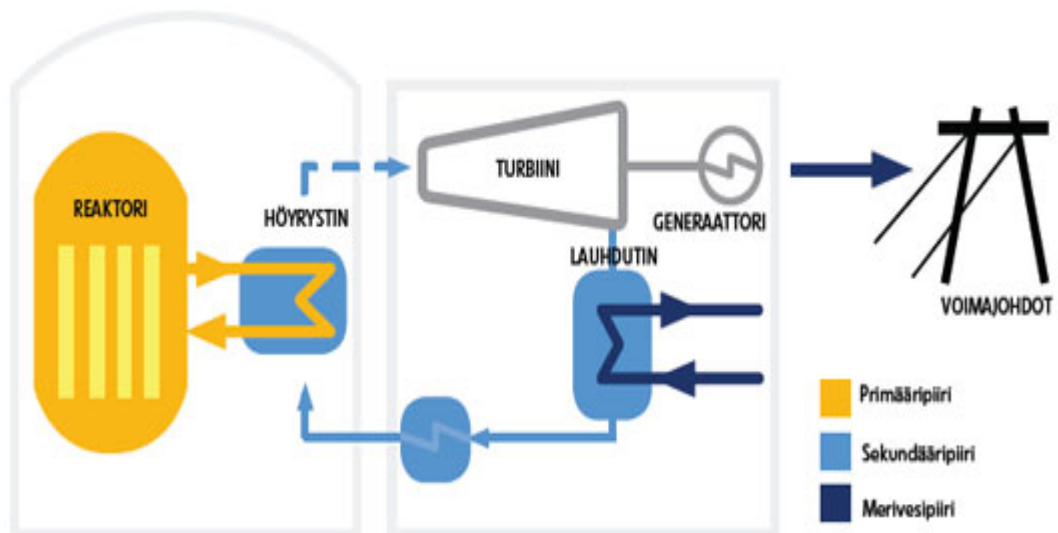 REAKTORI
HÖYRYSTIN
TURBIINI
GENERAATTORI
LAUHDUTIN
VOIMAJOHDOT
Primääripiiri
Sekundääripiiri
Merivesipiiri